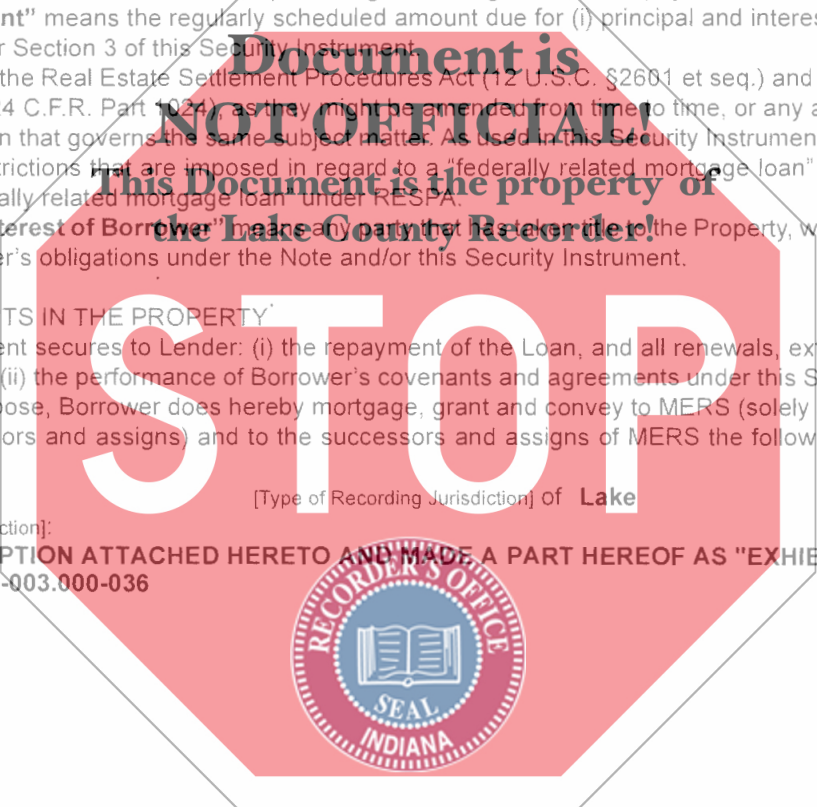 nt" means the regularly scheduled amount due for (i) principal and interes
r Section 3 of this Security Instrument.
the Real Estate Settlement Procedures Act (12 U.S.C. §2601 et seq.) and
4 C.F.R. Part 1024), as they might be amended from time to time, or any a
n that governs the same subject matter. As used in this Security Instrumen
trictions that are imposed in regard to a "federally related mortgage loan"
ally related mortgage loan" under RESPA.
terest of Borrower" means any party that has taken title to the Property, w
er's obligations under the Note and/or this Security Instrument.
Document is
NOT OFFICIAL!
This Document is the property of
the Lake County Recorder!
TS IN THE PROPERTY
ent secures to Lender: (i) the repayment of the Loan, and all renewals, ext
(ii) the performance of Borrower's covenants and agreements under this S
pose, Borrower does hereby mortgage, grant and convey to MERS (solely
ors and assigns) and to the successors and assigns of MERS the follow
STOP
[Type of Recording Jurisdiction] of Lake
ction]:
PTION ATTACHED HERETO AND MADE A PART HEREOF AS "EXHIB
-003.000-036
RECORDER'S OFFICE
SEAL
INDIANA